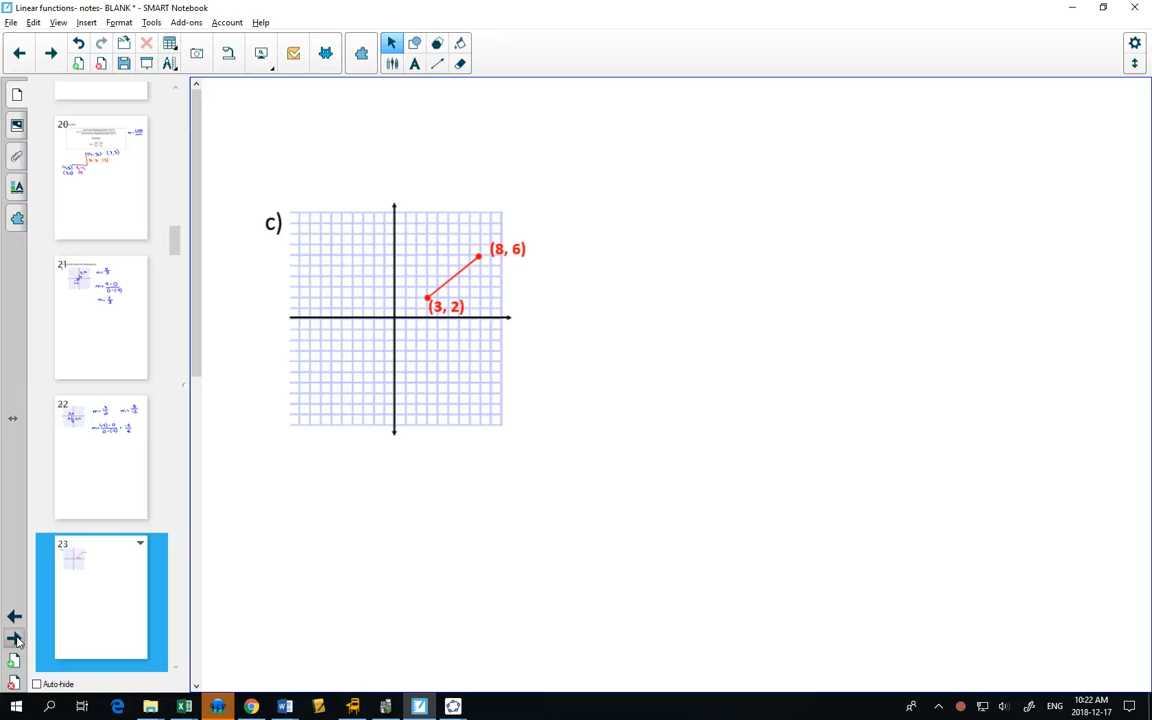 Linear functions- notes- BLANK * - SMART Notebook
File Edit View Insert Format Tools Add-ons Account Help
20
21
22
23
c)
(8, 6)
(3, 2)
Auto-hide
ENG
10:22 AM
2018-12-17